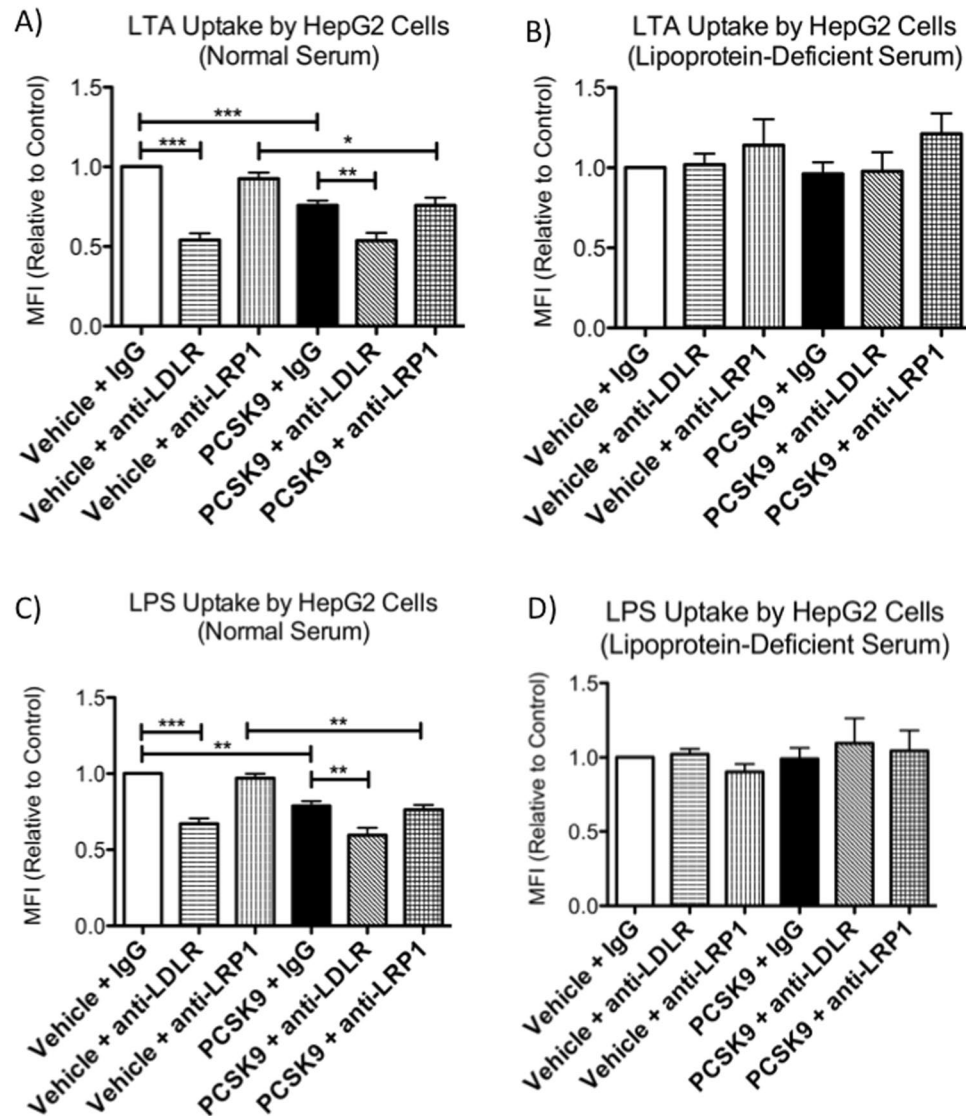 A)
LTA Uptake by HepG2 Cells
(Normal Serum)
MFI (Relative to Control)
1.5
1.0
0.5
0.0
***
***
*
**
Vehicle + IgG
Vehicle + anti-LDLR
Vehicle + anti-LRP1
PCSK9 + IgG
PCSK9 + anti-LDLR
PCSK9 + anti-LRP1
B)
LTA Uptake by HepG2 Cells
(Lipoprotein-Deficient Serum)
MFI (Relative to Control)
1.5
1.0
0.5
0.0
Vehicle + IgG
Vehicle + anti-LDLR
Vehicle + anti-LRP1
PCSK9 + IgG
PCSK9 + anti-LDLR
PCSK9 + anti-LRP1
C)
LPS Uptake by HepG2 Cells
(Normal Serum)
MFI (Relative to Control)
1.5
1.0
0.5
0.0
***
**
**
**
Vehicle + IgG
Vehicle + anti-LDLR
Vehicle + anti-LRP1
PCSK9 + IgG
PCSK9 + anti-LDLR
PCSK9 + anti-LRP1
D)
LPS Uptake by HepG2 Cells
(Lipoprotein-Deficient Serum)
MFI (Relative to Control)
1.5
1.0
0.5
0.0
Vehicle + IgG
Vehicle + anti-LDLR
Vehicle + anti-LRP1
PCSK9 + IgG
PCSK9 + anti-LDLR
PCSK9 + anti-LRP1